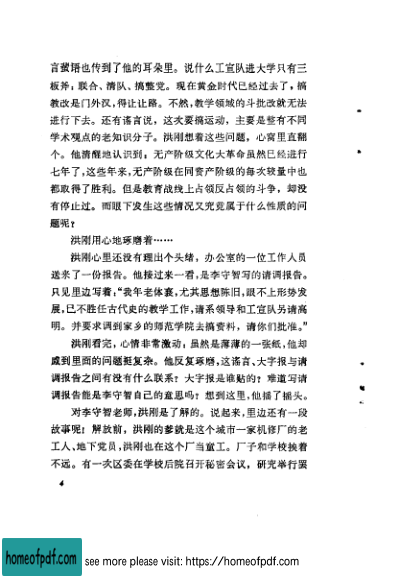 言蜚语也传到了他的耳朵里。说什么工宣队进大学只有三
板斧：联合、清队、搞整党。现在黄金时代已经过去了，搞
教改是门外汉，得让让路。不然，教学领域的斗批改就无法
进行下去。还有谣言说，这次要搞运动，主要是整有不同
学术观点的老知识分子。洪刚想着这些问题，心窝里直翻
个。他清醒地认识到：无产阶级文化大革命虽然已经进行
七年了，这些年来，无产阶级在同资产阶级的每次较量中也
都取得了胜利。但是教育战线上占领反占领的斗争，却没
有停止过。而眼下发生这些情况又究竟属于什么性质的问
题呢？
洪刚用心地琢磨着……
洪刚心里还没有理出个头绪，办公室的一位工作人员
送来了一份报告。他接过来一看，是李守智写的请调报告。
只见里边写着：“我年老体衰，尤其思想陈旧，跟不上形势发
展，已不胜任古代史的教学工作，请系领导和工宣队另请高
明。并要求调到家乡的师范学院去搞资料，请你们批准。”
洪刚看完，心情非常激动；虽然是薄薄的一张纸，他却
感到里面的问题挺复杂。他反复琢磨，这谣言、大字报与请
调报告之间有没有什么联系？大字报是谁贴的？难道写请
调报告能是李守智自己的意思吗？想到这里，他摇了摇头。
对李守智老师，洪刚是了解的。说起来，里边还有一段
故事呢！解放前，洪刚的爹就是这个城市一家机修厂的老
工人、地下党员，洪刚也在这个厂当童工。厂子和学校挨着
不远。有一次区委在学校后院召开秘密会议，研究举行罢
4
homeofpdf.com
see more please visit: https://homeofpdf.com